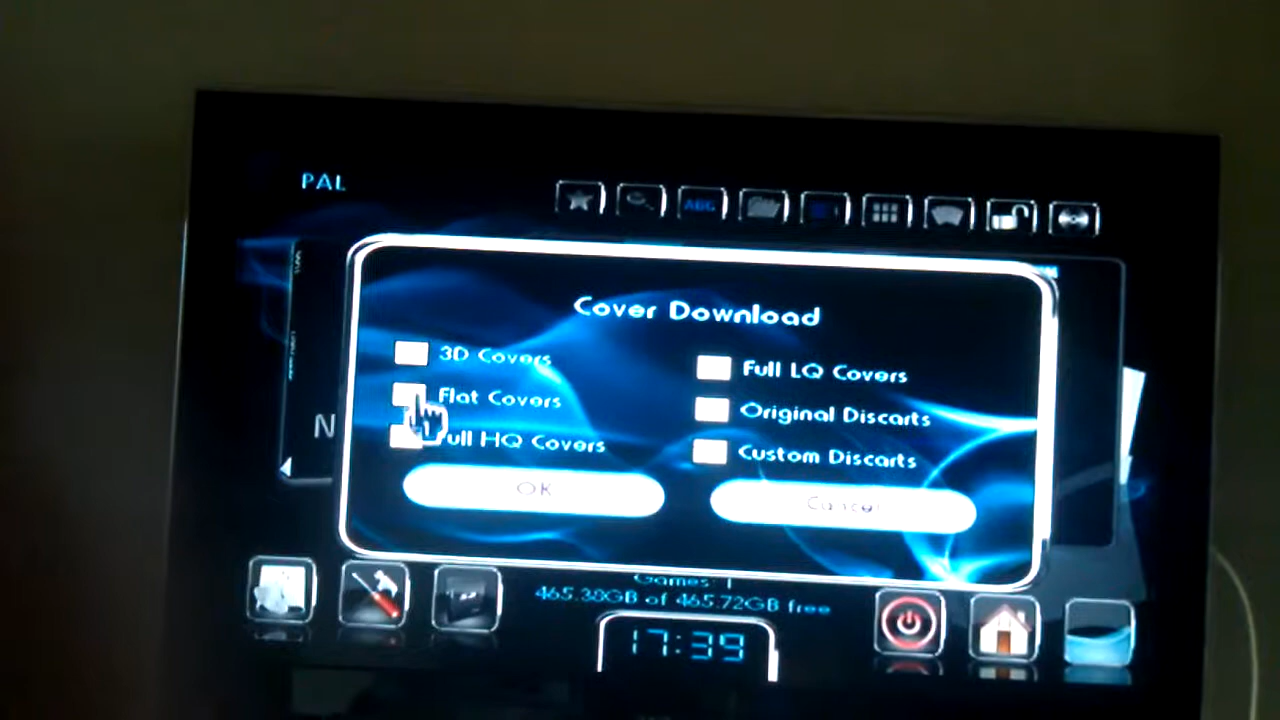 PAL
ABC
Cover Download
3D Covers
Full LQ Covers
Flat Covers
Original Discarts
Full HQ Covers
Custom Discarts
OK
Cancel
N
Games: 1
465.38GB of 465.72GB free
17:39